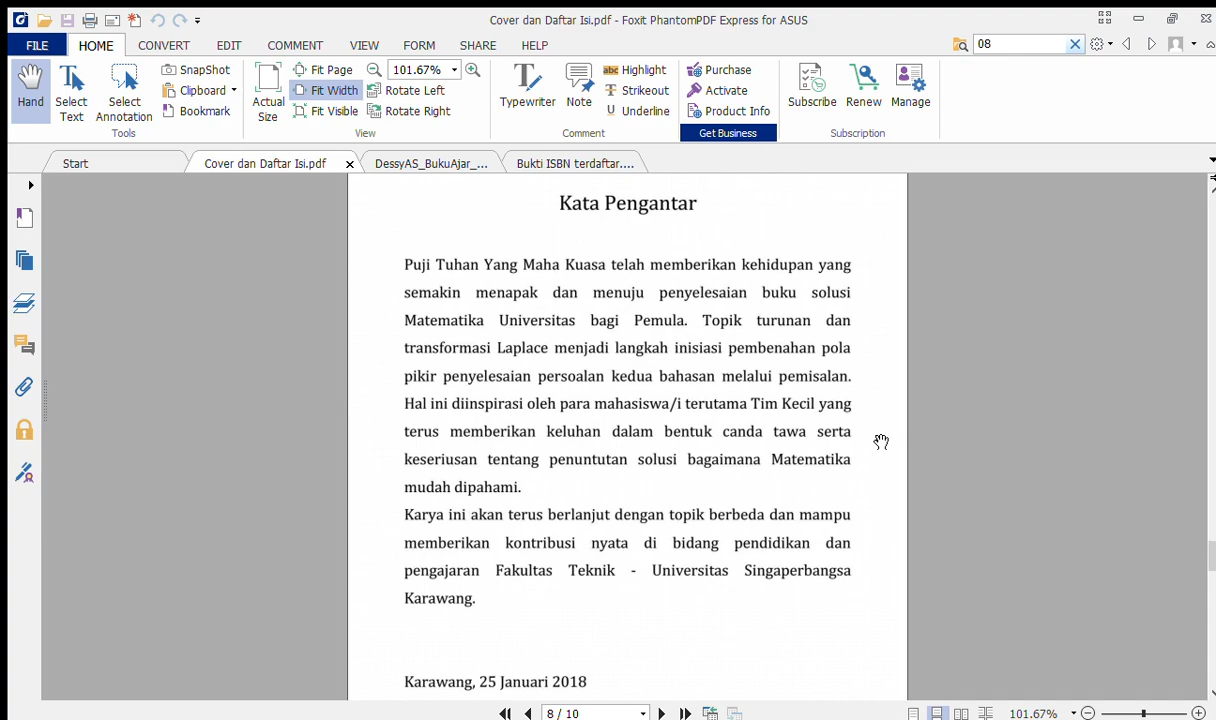 Cover dan Daftar Isi.pdf - Foxit PhantomPDF Express for ASUS
FILE HOME CONVERT EDIT COMMENT VIEW FORM SHARE HELP 08
Hand
Select Text
Select Annotation
SnapShot
Clipboard
Bookmark
Tools
Actual Size
Fit Page
Fit Width
Fit Visible
101.67%
Rotate Left
Rotate Right
View
Typewriter
Note
abc Highlight
Strikeout
Underline
Comment
Purchase
Activate
Product Info
Get Business
Subscribe
Renew
Manage
Subscription
Start Cover dan Daftar Isi.pdf DessyAS_BukuAjar_... Bukti ISBN terdaftar....
Kata Pengantar
Puji Tuhan Yang Maha Kuasa telah memberikan kehidupan yang
semakin menapak dan menuju penyelesaian buku solusi
Matematika Universitas bagi Pemula. Topik turunan dan
transformasi Laplace menjadi langkah inisiasi pembenahan pola
pikir penyelesaian persoalan kedua bahasan melalui pemisalan.
Hal ini diinspirasi oleh para mahasiswa/i terutama Tim Kecil yang
terus memberikan keluhan dalam bentuk canda tawa serta
keseriusan tentang penuntutan solusi bagaimana Matematika
mudah dipahami.
Karya ini akan terus berlanjut dengan topik berbeda dan mampu
memberikan kontribusi nyata di bidang pendidikan dan
pengajaran Fakultas Teknik - Universitas Singaperbangsa
Karawang.
Karawang, 25 Januari 2018
8 / 10 101.67%